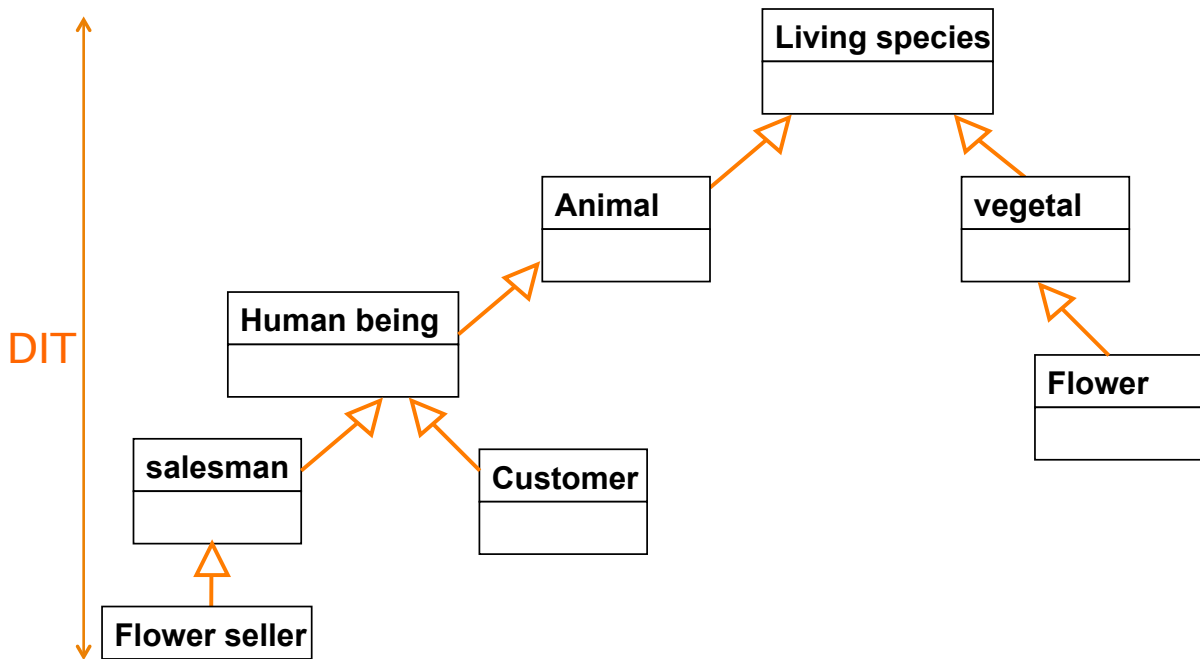 Living species
Animal
vegetal
Human being
DIT
Flower
salesman
Customer
Flower seller